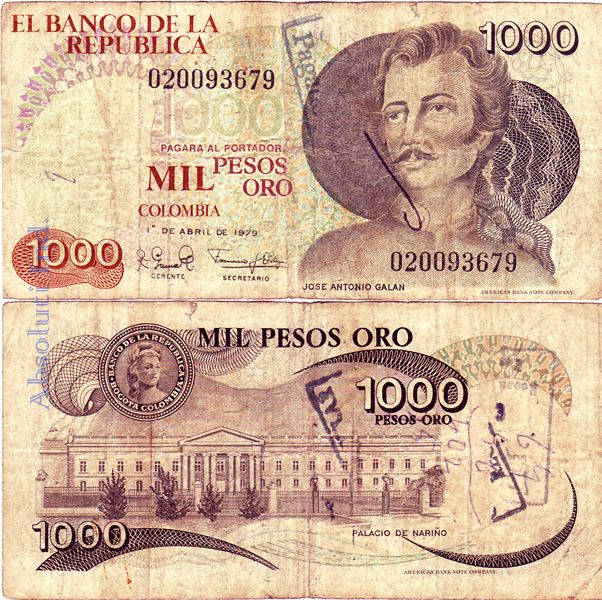 EL BANCO DE LA
REPUBLICA
1000
020093679
1000
PAGARA AL PORTADOR
MIL PESOS
ORO
COLOMBIA
1º DE ABRIL DE 1979
1000
GERENTE
SECRETARIO
020093679
JOSE ANTONIO GALAN
AMERICAN BANK NOTE COMPANY.
MIL PESOS ORO
BANCO DE LA REPUBLICA
BOGOTA COLOMBIA
1000
PESOS ORO
PALACIO DE NARIÑO
1000
AMERICAN BANK NOTE COMPANY.